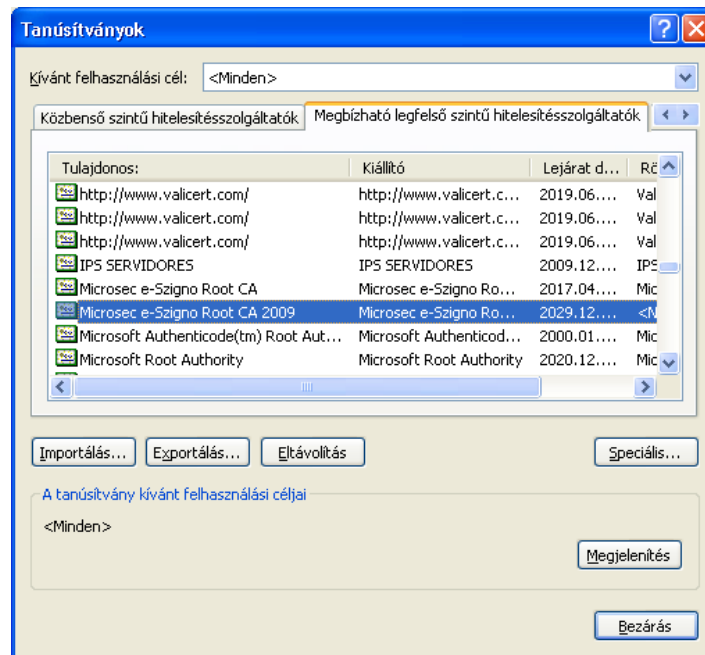 Tanúsítványok
Kívánt felhasználási cél: <Minden>
Közbenső szintű hitelesítésszolgáltatók Megbízható legfelső szintű hitelesítésszolgáltatók
Tulajdonos: Kiállító Lejárat d... Rö
http://www.valicert.com/ http://www.valicert.c... 2019.06.... Val
http://www.valicert.com/ http://www.valicert.c... 2019.06.... Val
http://www.valicert.com/ http://www.valicert.c... 2019.06.... Val
IPS SERVIDORES IPS SERVIDORES 2009.12.... IPS
Microsec e-Szigno Root CA Microsec e-Szigno Ro... 2017.04.... Mic
Microsec e-Szigno Root CA 2009 Microsec e-Szigno Ro... 2029.12.... <N
Microsoft Authenticode(tm) Root Aut... Microsoft Authenticod... 2000.01.... Mic
Microsoft Root Authority Microsoft Root Authority 2020.12.... Mic
Importálás... Exportálás... Eltávolítás Speciális...
A tanúsítvány kívánt felhasználási céljai
<Minden>
Megjelenítés
Bezárás